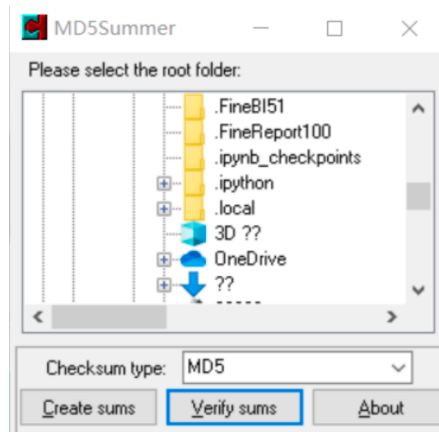 MD5Summer
Please select the root folder:
.FineBI51
.FineReport100
.ipynb_checkpoints
.ipython
.local
3D ??
OneDrive
??
Checksum type: MD5
Create sums Verify sums About